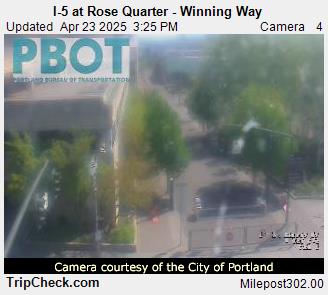 I-5 at Rose Quarter - Winning Way
Updated Apr 23 2025 3:25 PM Camera 4
PBOT
PORTLAND BUREAU OF TRANSPORTATION
Camera courtesy of the City of Portland
TripCheck.com Milepost302.00